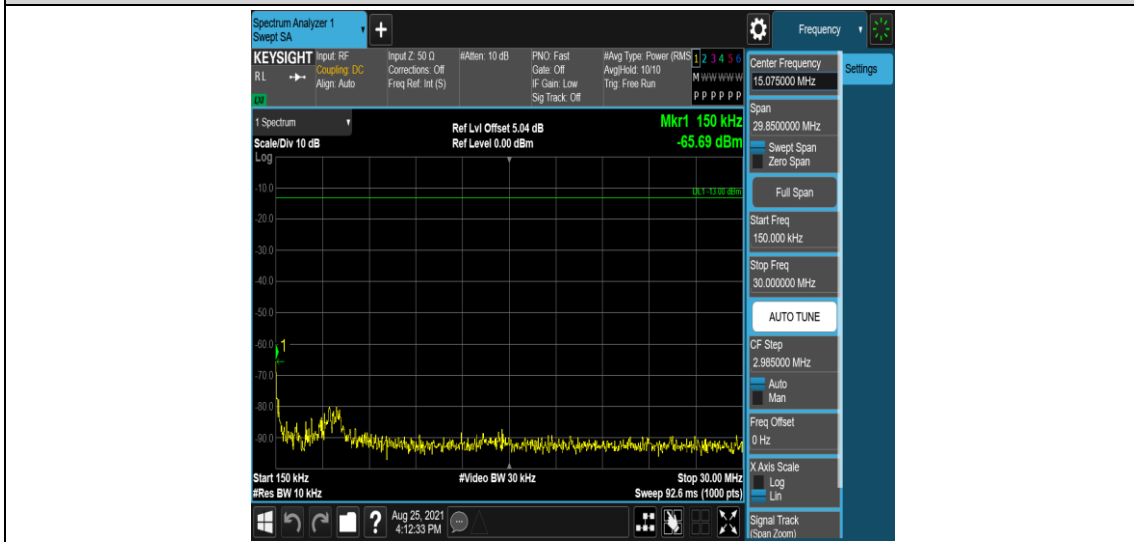 Spectrum Analyzer 1
Swept SA
Frequency
KEYSIGHT
RL
LXI
Input: RF
Coupling: DC
Align: Auto
Input Z: 50 Ω
Corrections: Off
Freq Ref: Int (S)
#Atten: 10 dB
PNO: Fast
Gate: Off
IF Gain: Low
Sig Track: Off
#Avg Type: Power (RMS
Avg|Hold: 10/10
Trig: Free Run
1 2 3 4 5 6
M W W W W W
P P P P P P
1 Spectrum
Scale/Div 10 dB
Log
Ref Lvl Offset 5.04 dB
Ref Level 0.00 dBm
Mkr1 150 kHz
-65.69 dBm
DL1 -13.00 dBm
-10.0
-20.0
-30.0
-40.0
-50.0
-60.0
1
-70.0
-80.0
-90.0
Start 150 kHz
#Res BW 10 kHz
#Video BW 30 kHz
Stop 30.00 MHz
Sweep 92.6 ms (1000 pts)
Aug 25, 2021
4:12:33 PM
Center Frequency
15.075000 MHz
Settings
Span
29.8500000 MHz
Swept Span
Zero Span
Full Span
Start Freq
150.000 kHz
Stop Freq
30.000000 MHz
AUTO TUNE
CF Step
2.985000 MHz
Auto
Man
Freq Offset
0 Hz
X Axis Scale
Log
Lin
Signal Track
(Span Zoom)